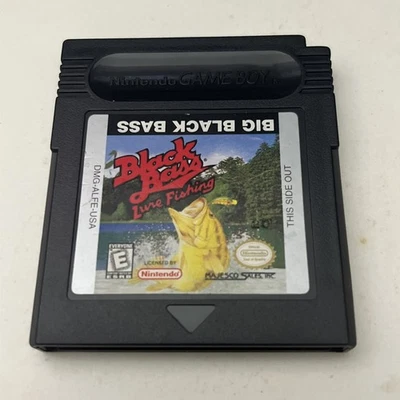 Nintendo GAME BOY
BIG BLACK BASS
Black
Bass
Lure Fishing
DMG-ALFE-USA
THIS SIDE OUT
E
LICENSED BY
Nintendo
Nintendo
MAJESCO SALES, INC